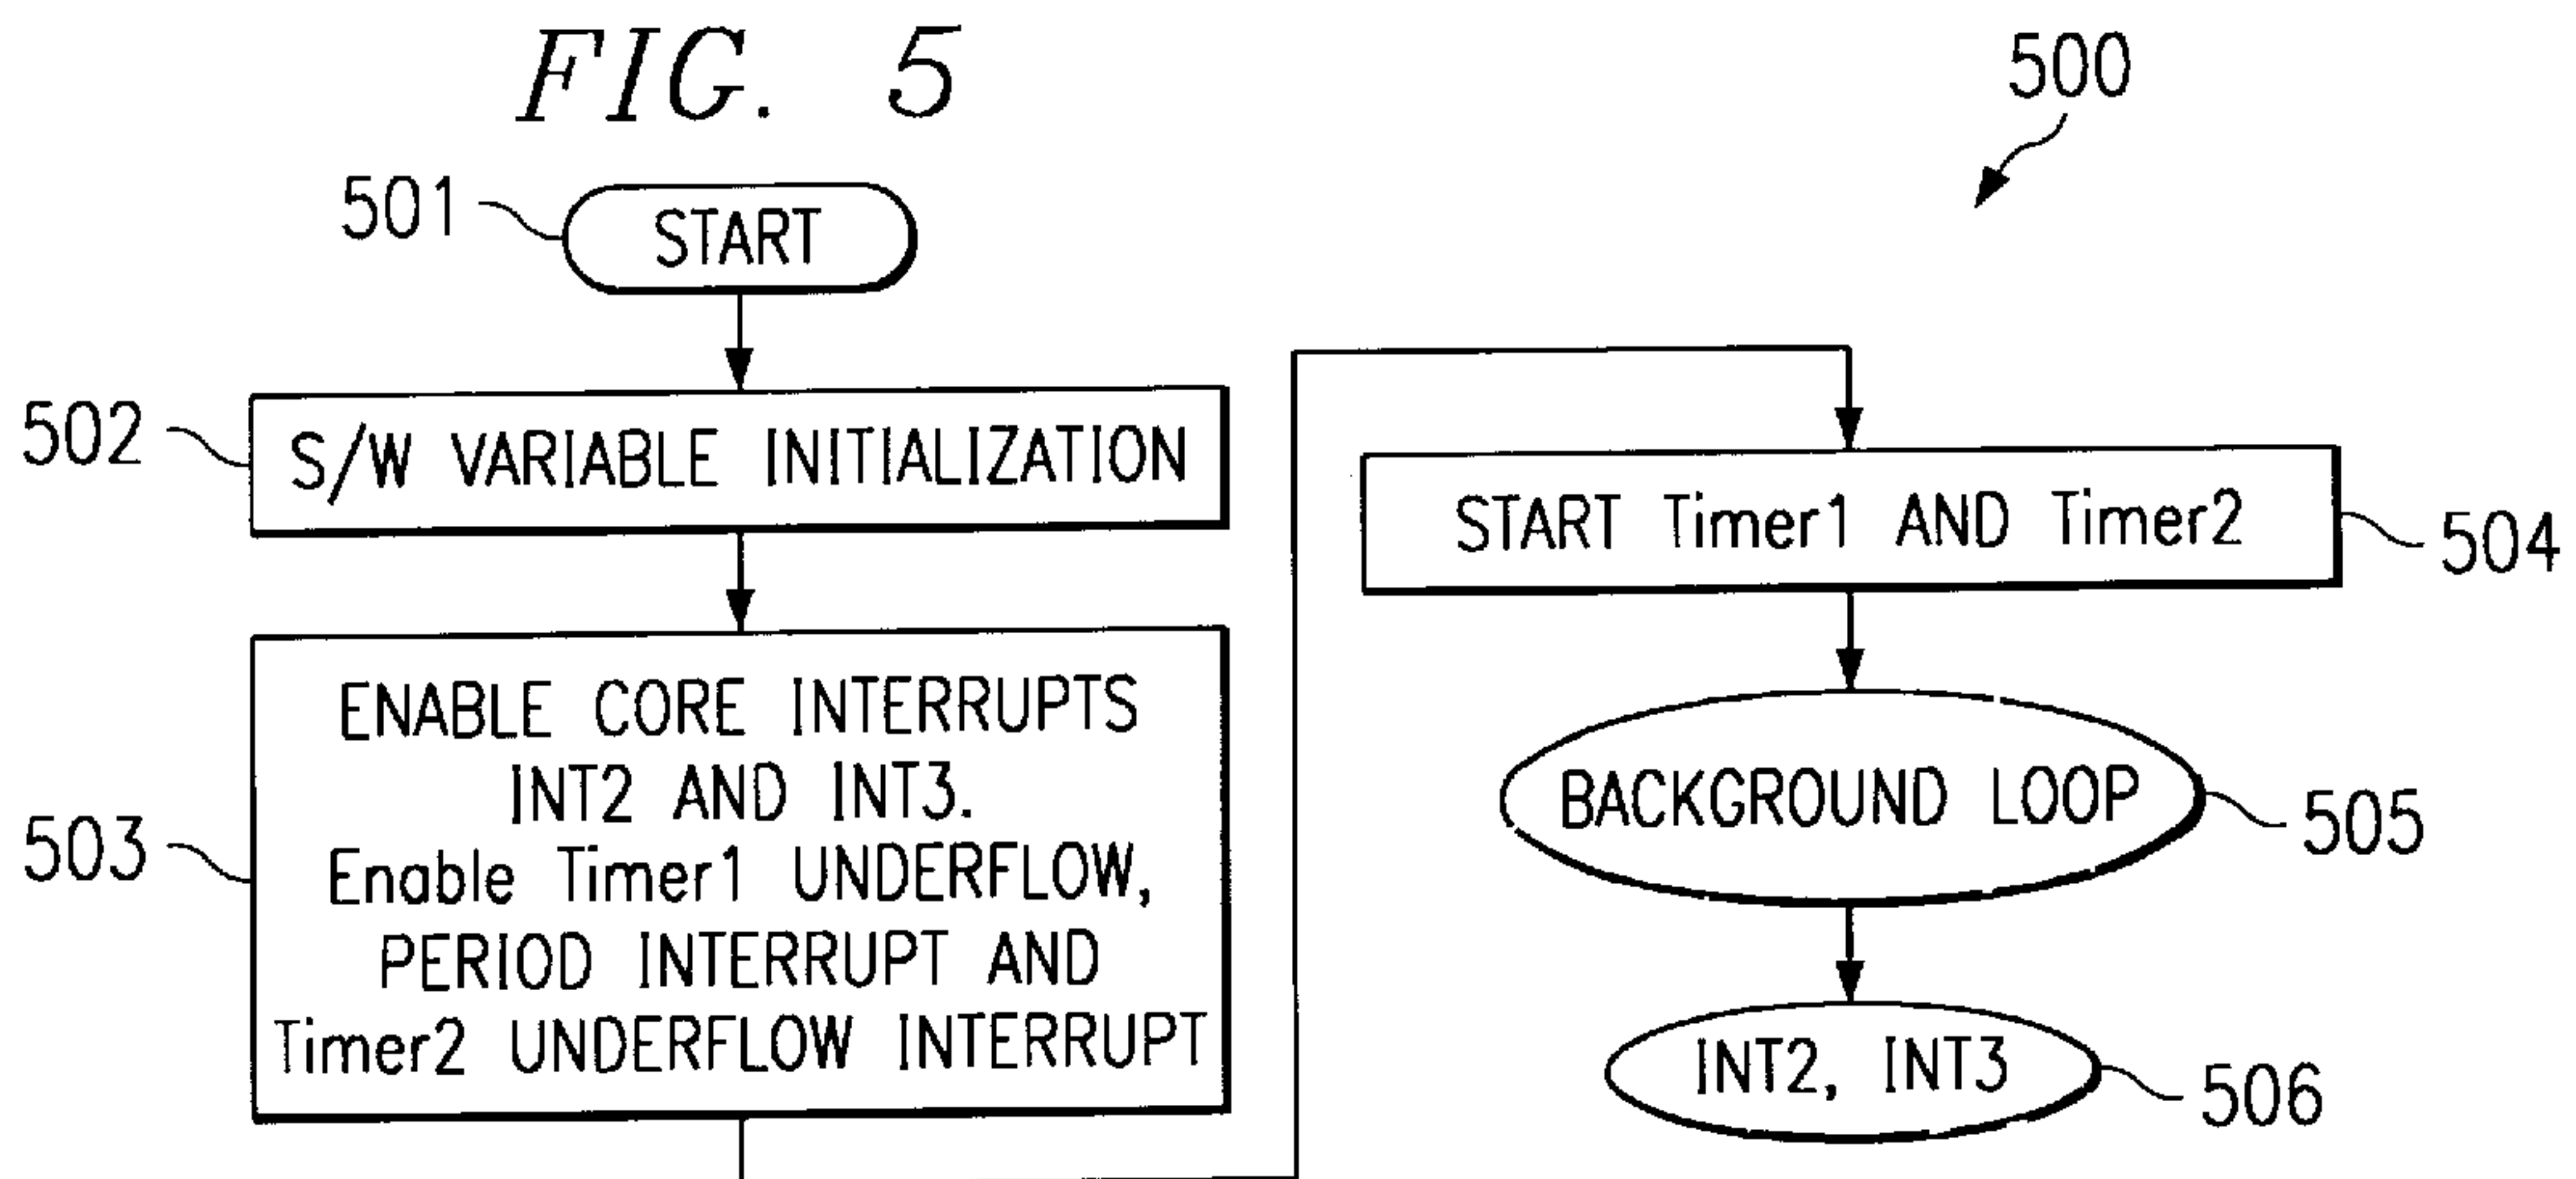 FIG. 5
500
501
START
502
S/W VARIABLE INITIALIZATION
503
ENABLE CORE INTERRUPTS
INT2 AND INT3.
Enable Timer1 UNDERFLOW,
PERIOD INTERRUPT AND
Timer2 UNDERFLOW INTERRUPT
START Timer1 AND Timer2
504
BACKGROUND LOOP
505
INT2, INT3
506